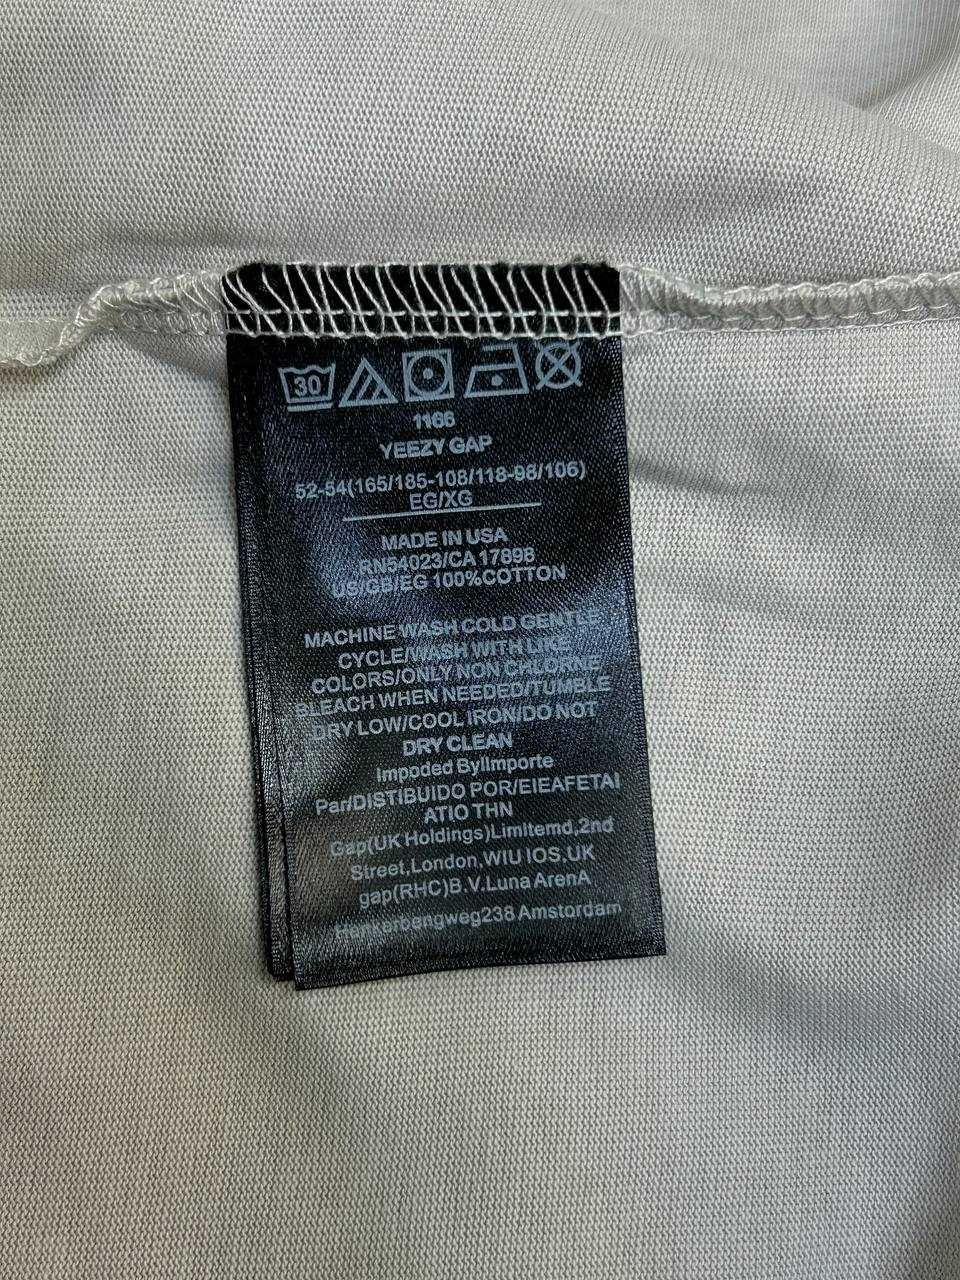 30
1166
YEEZY GAP
52-54(165/185-108/118-98/106)
EG/XG
MADE IN USA
RN54023/CA 17898
US/GB/EG 100%COTTON
MACHINE WASH COLD GENTLE
CYCLE/WASH WITH LIKE
COLORS/ONLY NON CHLORNE
BLEACH WHEN NEEDED/TUMBLE
DRY LOW/COOL IRON/DO NOT
DRY CLEAN
Impoded ByIImporte
Par/DISTIBUIDO POR/EIEAFETAI
ATIO THN
Gap(UK Holdings)Limitemd,2nd
Street,London,WIU IOS,UK
gap(RHC)B.V.Luna ArenA
Herkerbengweg238 Amstordam